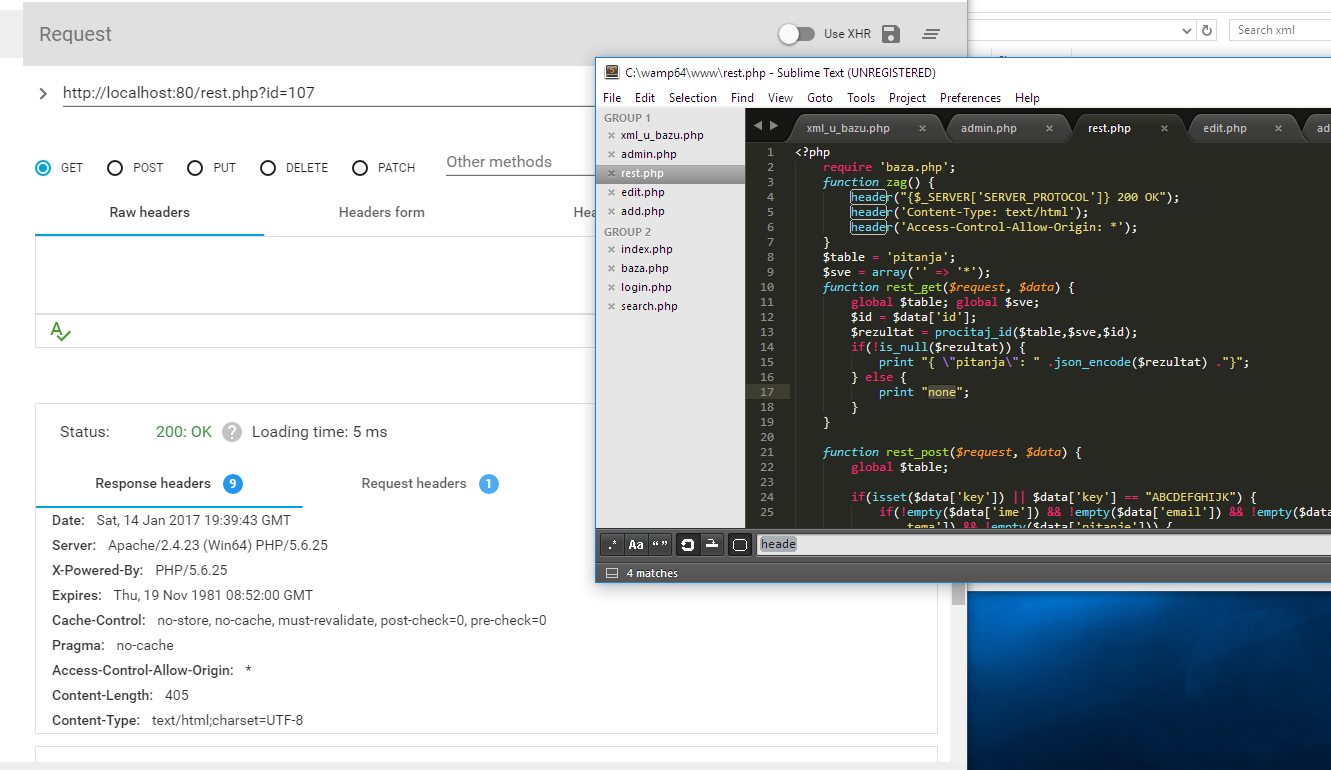 Request
Use XHR
http://localhost:80/rest.php?id=107
GET POST PUT DELETE PATCH Other methods
Raw headers Headers form Hea
Status: 200: OK ? Loading time: 5 ms
Response headers 9 Request headers 1
Date: Sat, 14 Jan 2017 19:39:43 GMT
Server: Apache/2.4.23 (Win64) PHP/5.6.25
X-Powered-By: PHP/5.6.25
Expires: Thu, 19 Nov 1981 08:52:00 GMT
Cache-Control: no-store, no-cache, must-revalidate, post-check=0, pre-check=0
Pragma: no-cache
Access-Control-Allow-Origin: *
Content-Length: 405
Content-Type: text/html;charset=UTF-8
Search xml
C:\wamp64\www\rest.php - Sublime Text (UNREGISTERED)
File Edit Selection Find View Goto Tools Project Preferences Help
GROUP 1
xml_u_bazu.php
admin.php
rest.php
edit.php
add.php
GROUP 2
index.php
baza.php
login.php
search.php
xml_u_bazu.php admin.php rest.php edit.php ad
1 <?php
2 require 'baza.php';
3 function zag() {
4 header("{$_SERVER['SERVER_PROTOCOL']} 200 OK");
5 header('Content-Type: text/html');
6 header('Access-Control-Allow-Origin: *');
7 }
8 $table = 'pitanja';
9 $sve = array('' => '*');
10 function rest_get($request, $data) {
11 global $table; global $sve;
12 $id = $data['id'];
13 $rezultat = procitaj_id($table,$sve,$id);
14 if(!is_null($rezultat)) {
15 print "{ \"pitanja\": " .json_encode($rezultat) ."}";
16 } else {
17 print "none";
18 }
19 }
20
21 function rest_post($request, $data) {
22 global $table;
23
24 if(isset($data['key']) || $data['key'] == "ABCDEFGHIJK") {
25 if(!empty($data['ime']) && !empty($data['email']) && !empty($data
tema']) && !empty($data['pitanje'])) {
.* Aa “ ” heade
4 matches